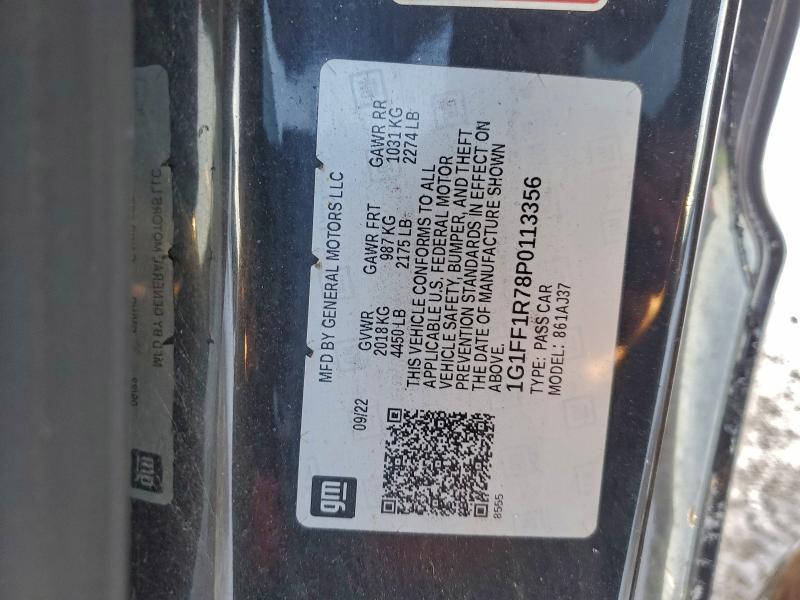 gm
MFD BY GENERAL MOTORS LLC
09/22
GVWR GAWR FRT GAWR RR
2018 KG 987 KG 1031 KG
4450 LB 2175 LB 2274 LB
THIS VEHICLE CONFORMS TO ALL
APPLICABLE U.S. FEDERAL MOTOR
VEHICLE SAFETY, BUMPER, AND THEFT
PREVENTION STANDARDS IN EFFECT ON
THE DATE OF MANUFACTURE SHOWN
ABOVE.
1G1FF1R78P0113356
TYPE: PASS CAR
MODEL: 861AJ37
8555